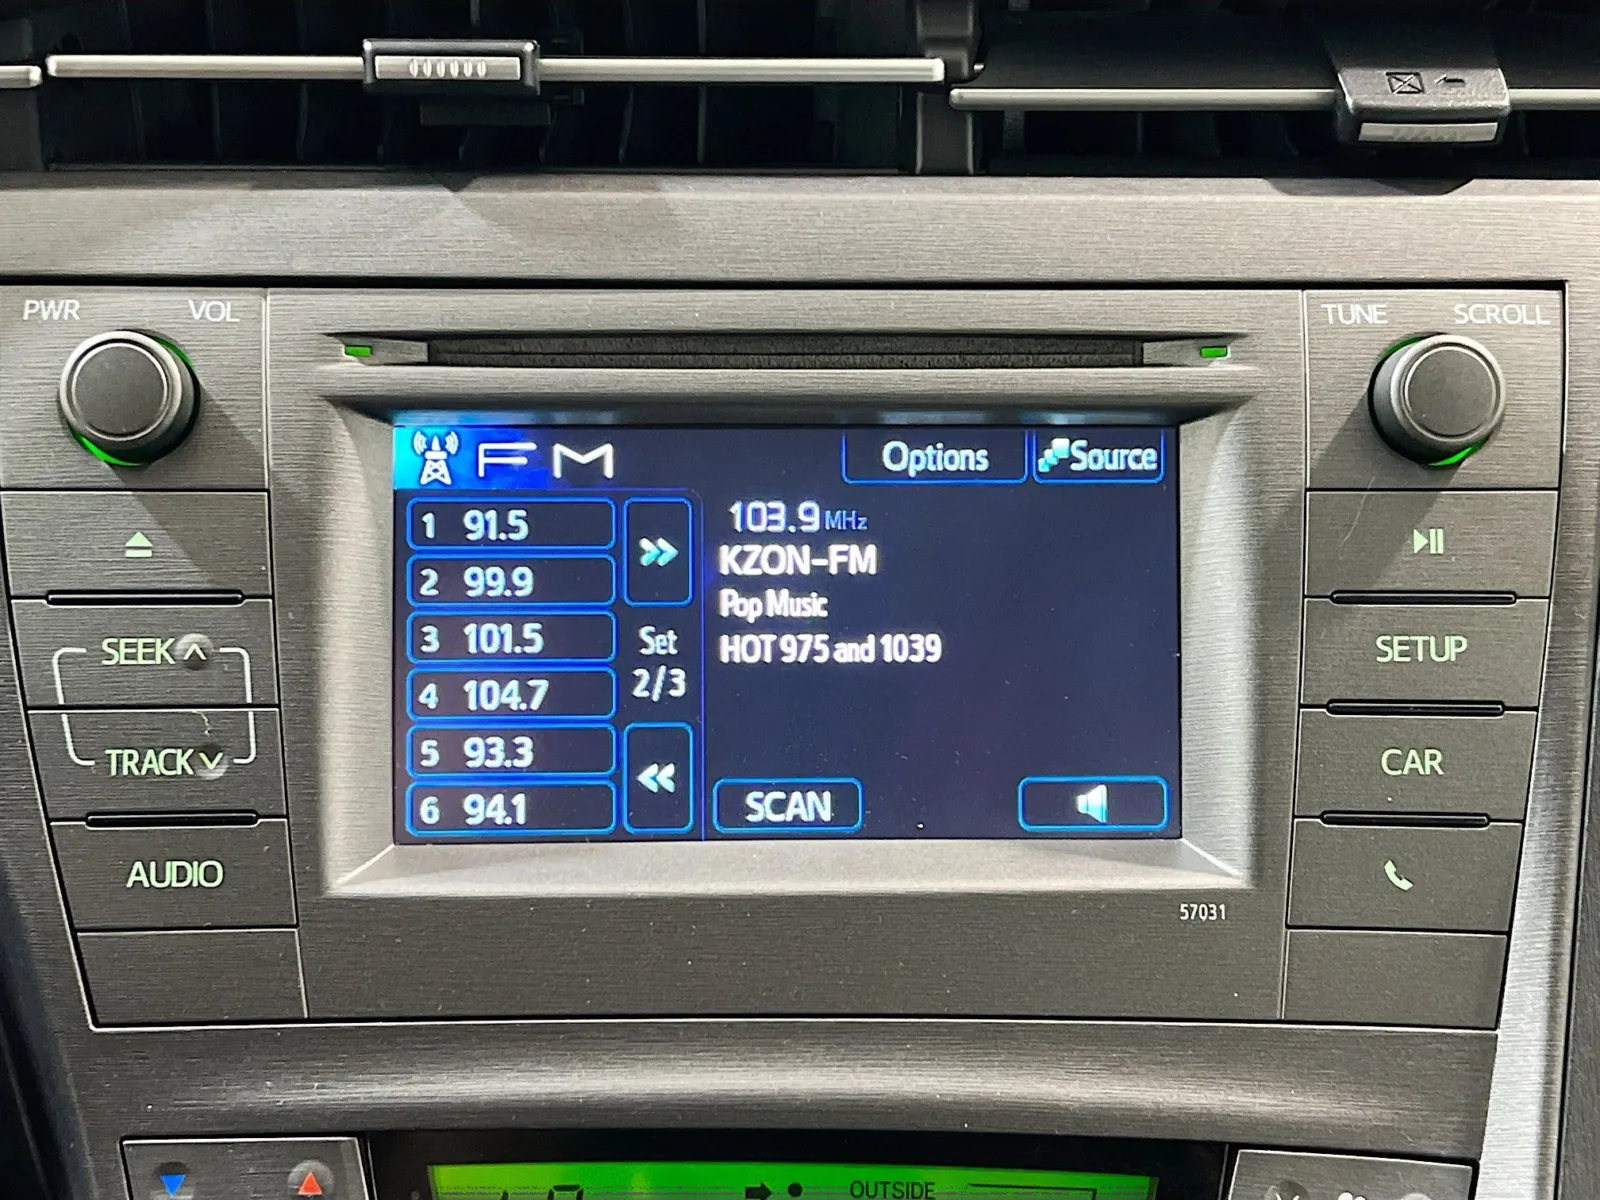 PWR VOL
TUNE SCROLL
FM Options Source
1 91.5
2 99.9
3 101.5
4 104.7
5 93.3
6 94.1
Set
2/3
103.9 MHz
KZON-FM
Pop Music
HOT 975 and 1039
SCAN
SEEK
TRACK
AUDIO
SETUP
CAR
57031
OUTSIDE